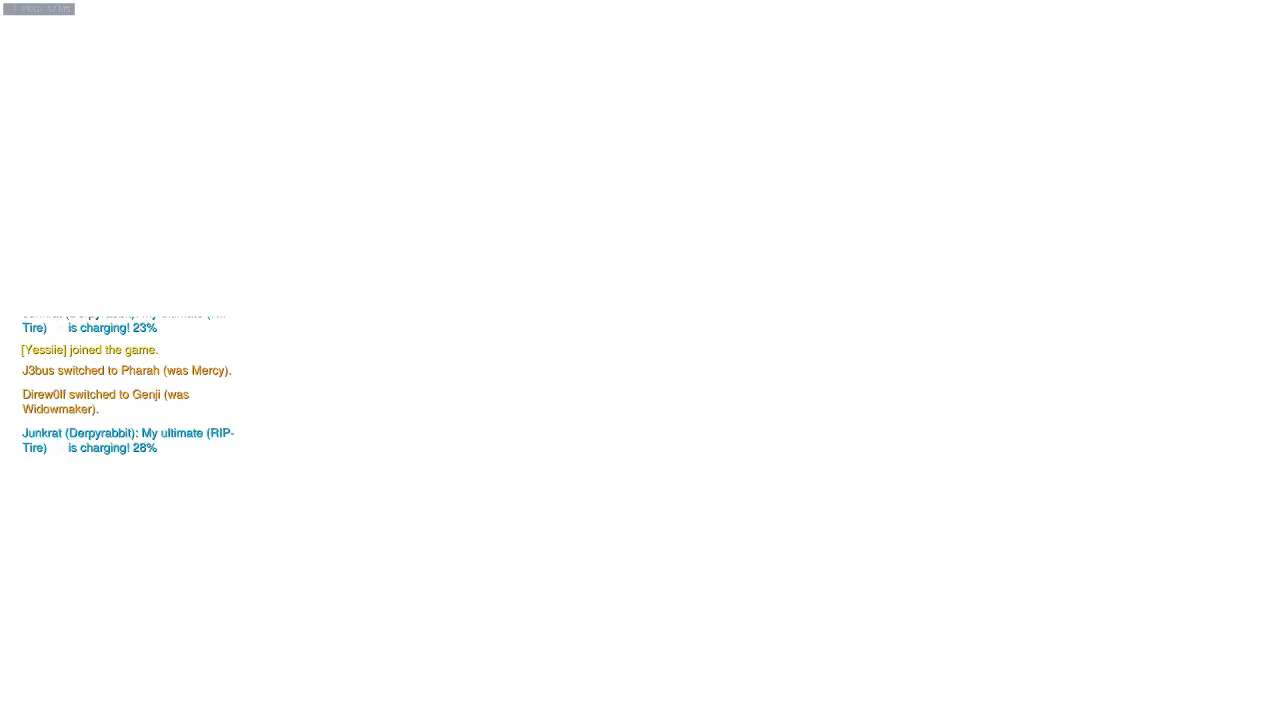 Tire) is charging! 23%
[Yessiie] joined the game.
J3bus switched to Pharah (was Mercy).
Direw0lf switched to Genji (was
Widowmaker).
Junkrat (Derpyrabbit): My ultimate (RIP-
Tire) is charging! 28%